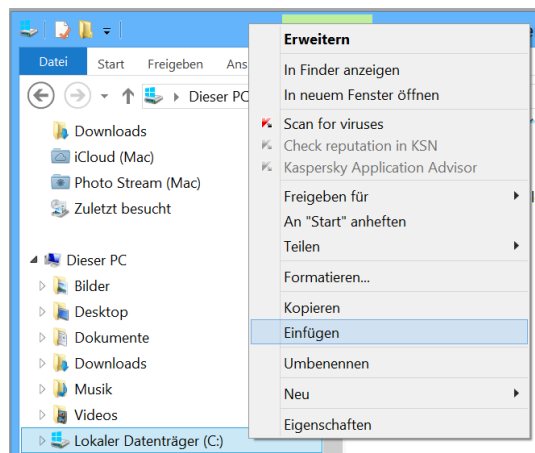 Datei
Start
Freigeben
Ans
Dieser PC
Downloads
iCloud (Mac)
Photo Stream (Mac)
Zuletzt besucht
Dieser PC
Bilder
Desktop
Dokumente
Downloads
Musik
Videos
Lokaler Datenträger (C:)
Erweitern
In Finder anzeigen
In neuem Fenster öffnen
Scan for viruses
Check reputation in KSN
Kaspersky Application Advisor
Freigeben für
An "Start" anheften
Teilen
Formatieren...
Kopieren
Einfügen
Umbenennen
Neu
Eigenschaften